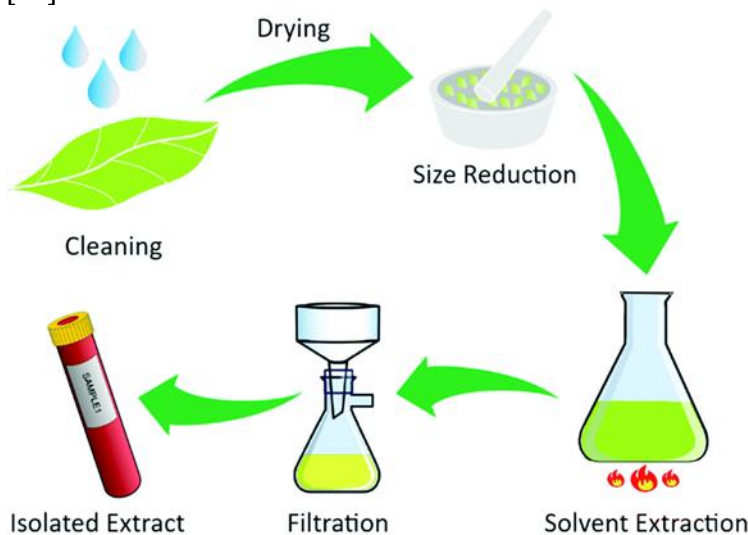 Drying
Size Reduction
Cleaning
SAMPLE1
Isolated Extract
Filtration
Solvent Extraction